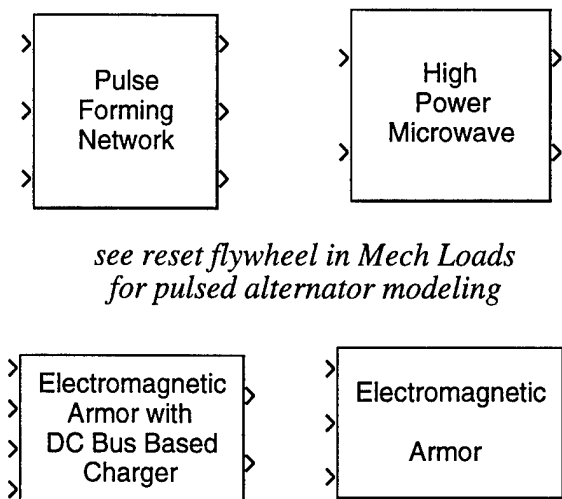 Pulse
Forming
Network
High
Power
Microwave
see reset flywheel in Mech Loads
for pulsed alternator modeling
Electromagnetic
Armor with
DC Bus Based
Charger
Electromagnetic
Armor